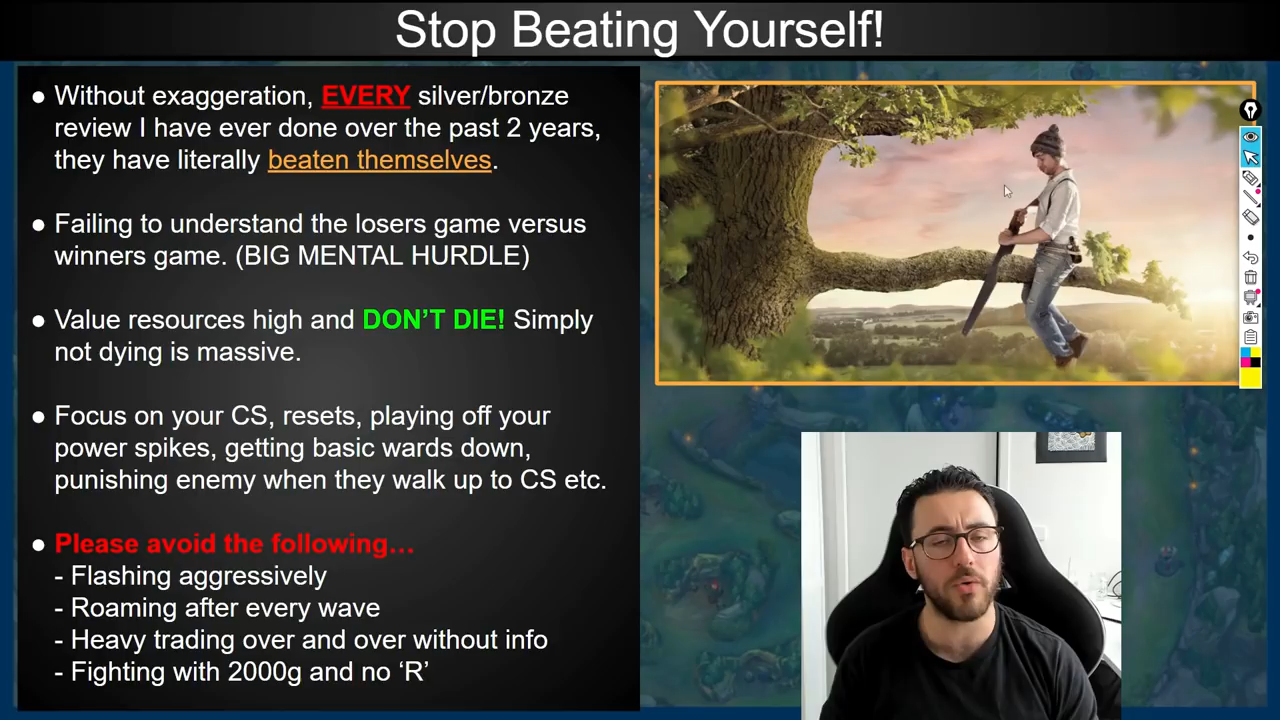 Stop Beating Yourself!
● Without exaggeration, EVERY silver/bronze
review I have ever done over the past 2 years,
they have literally beaten themselves.
● Failing to understand the losers game versus
winners game. (BIG MENTAL HURDLE)
● Value resources high and DON'T DIE! Simply
not dying is massive.
● Focus on your CS, resets, playing off your
power spikes, getting basic wards down,
punishing enemy when they walk up to CS etc.
● Please avoid the following…
- Flashing aggressively
- Roaming after every wave
- Heavy trading over and over without info
- Fighting with 2000g and no ‘R’